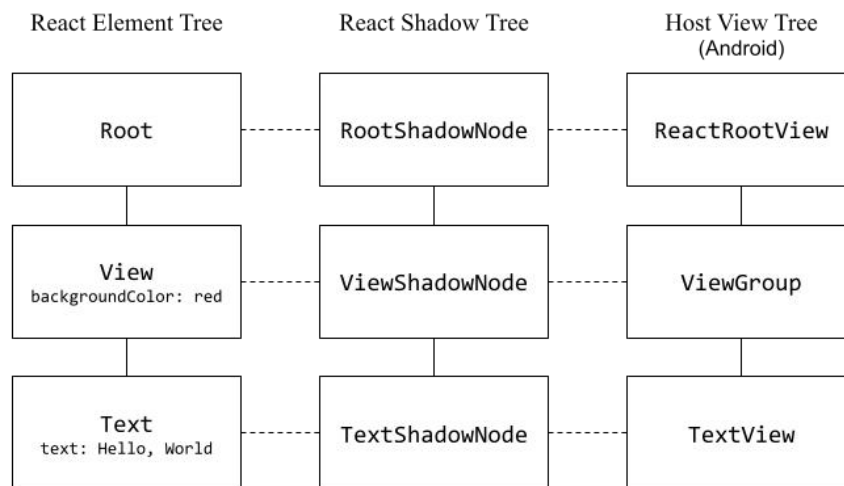 React Element Tree
React Shadow Tree
Host View Tree
(Android)
Root
RootShadowNode
ReactRootView
View
backgroundColor: red
ViewShadowNode
ViewGroup
Text
text: Hello, World
TextShadowNode
TextView